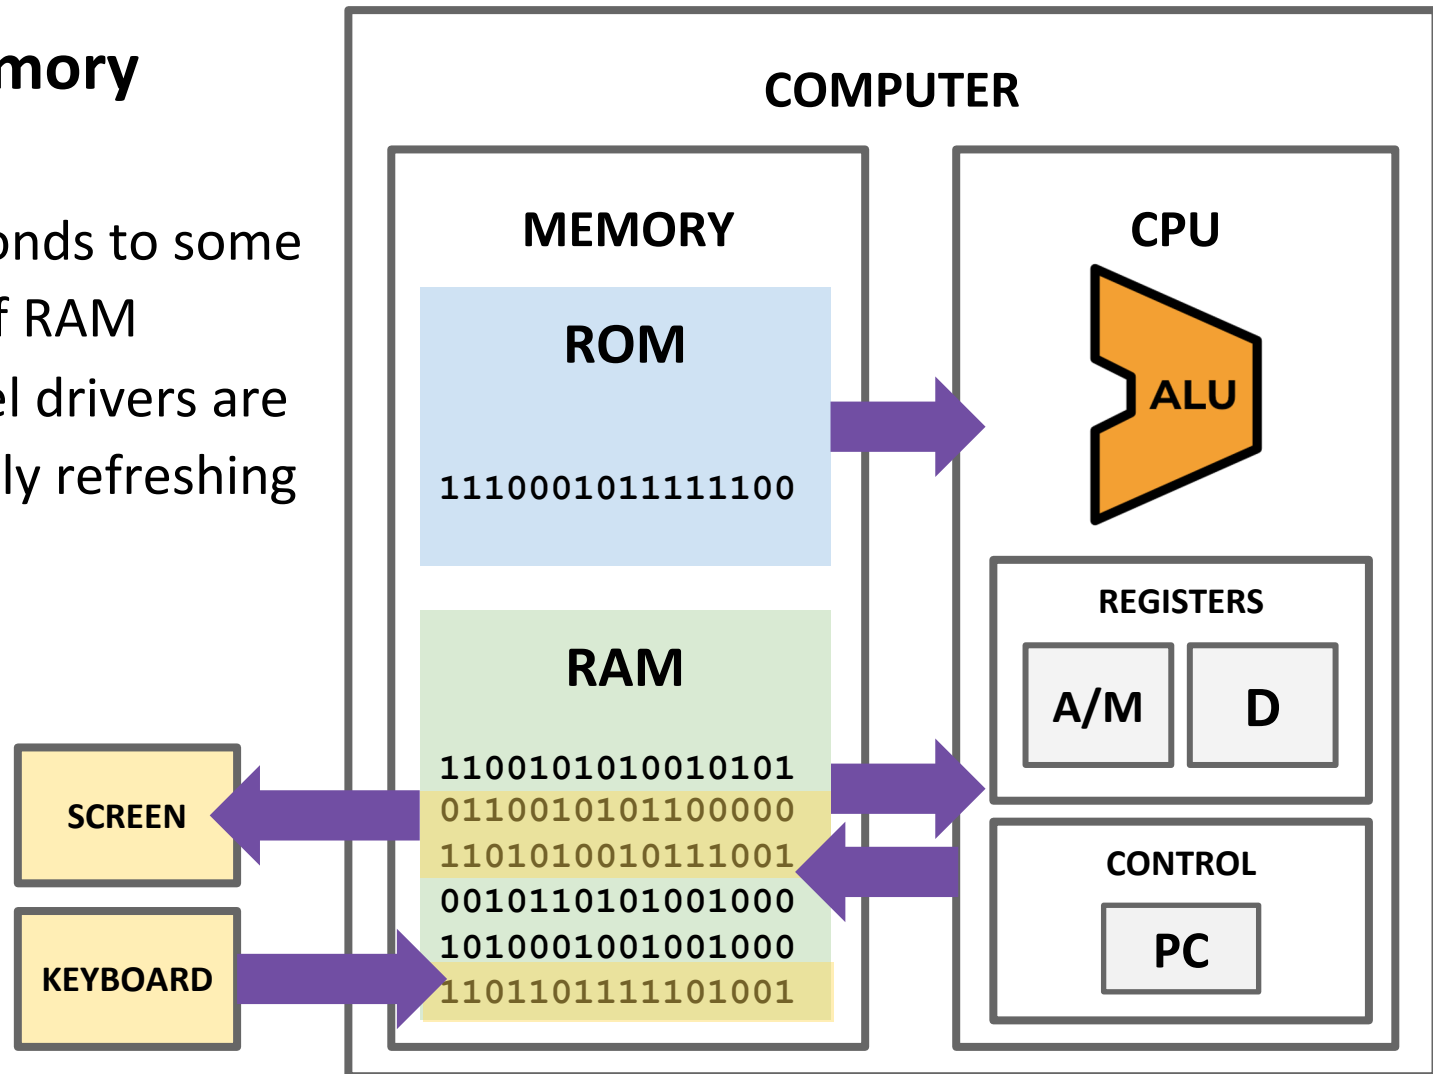 mory
onds to some
f RAM
el drivers are
ly refreshing
COMPUTER
MEMORY
ROM
1110001011111100
RAM
1100101010010101
0110010101100000
1101010010111001
0010110101001000
1010001001001000
1101101111101001
SCREEN
KEYBOARD
CPU
ALU
REGISTERS
A/M
D
CONTROL
PC